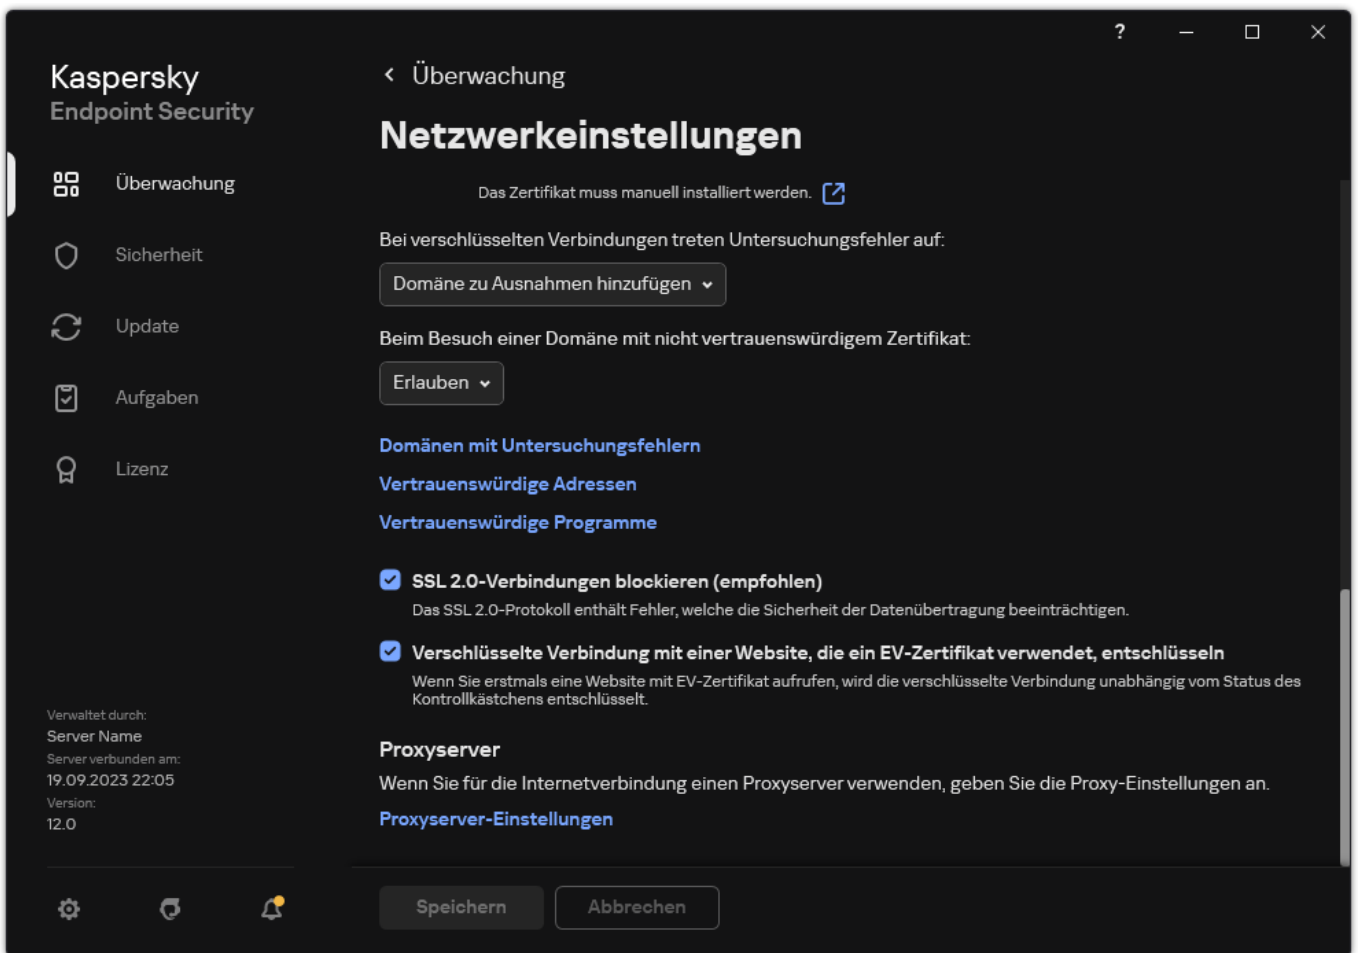 ?
Kaspersky
Endpoint Security
Überwachung
Sicherheit
Update
Aufgaben
Lizenz
Verwaltet durch:
Server Name
Server verbunden am:
19.09.2023 22:05
Version:
12.0
Überwachung
Netzwerkeinstellungen
Das Zertifikat muss manuell installiert werden.
Bei verschlüsselten Verbindungen treten Untersuchungsfehler auf:
Domäne zu Ausnahmen hinzufügen
Beim Besuch einer Domäne mit nicht vertrauenswürdigem Zertifikat:
Erlauben
Domänen mit Untersuchungsfehlern
Vertrauenswürdige Adressen
Vertrauenswürdige Programme
SSL 2.0-Verbindungen blockieren (empfohlen)
Das SSL 2.0-Protokoll enthält Fehler, welche die Sicherheit der Datenübertragung beeinträchtigen.
Verschlüsselte Verbindung mit einer Website, die ein EV-Zertifikat verwendet, entschlüsseln
Wenn Sie erstmals eine Website mit EV-Zertifikat aufrufen, wird die verschlüsselte Verbindung unabhängig vom Status des
Kontrollkästchens entschlüsselt.
Proxyserver
Wenn Sie für die Internetverbindung einen Proxyserver verwenden, geben Sie die Proxy-Einstellungen an.
Proxyserver-Einstellungen
Speichern
Abbrechen